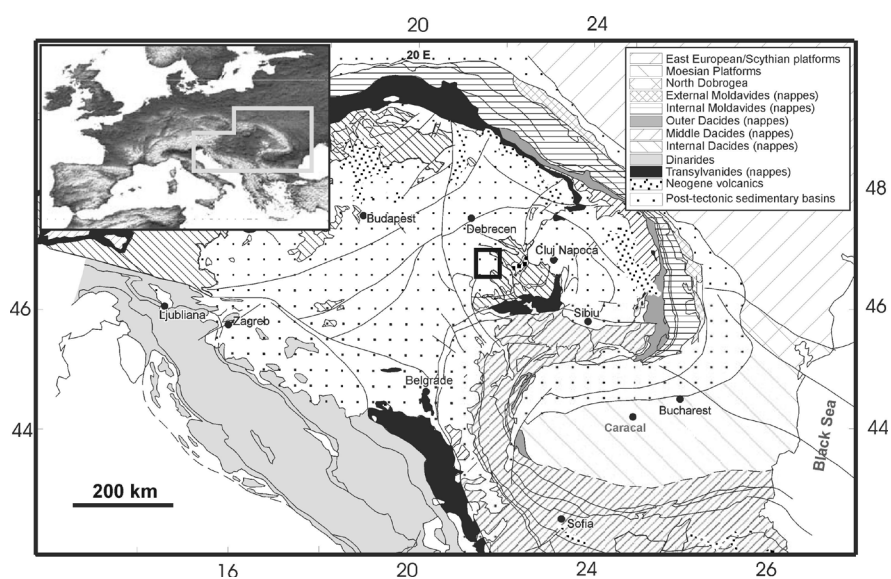 20
24
20 E
East European/Scythian platforms
Moesian Platforms
North Dobrogea
External Moldavides (nappes)
Internal Moldavides (nappes)
Outer Dacides (nappes)
Middle Dacides (nappes)
Internal Dacides (nappes)
Dinarides
Transylvanides (nappes)
Neogene volcanics
Post-tectonic sedimentary basins
48
48
Budapest
Debrecen
Cluj Napoca
46
46
Ljubliana
Zagreb
Sibiu
Belgrade
Bucharest
Caracal
Black Sea
44
44
200 km
Sofia
16
20
24
26